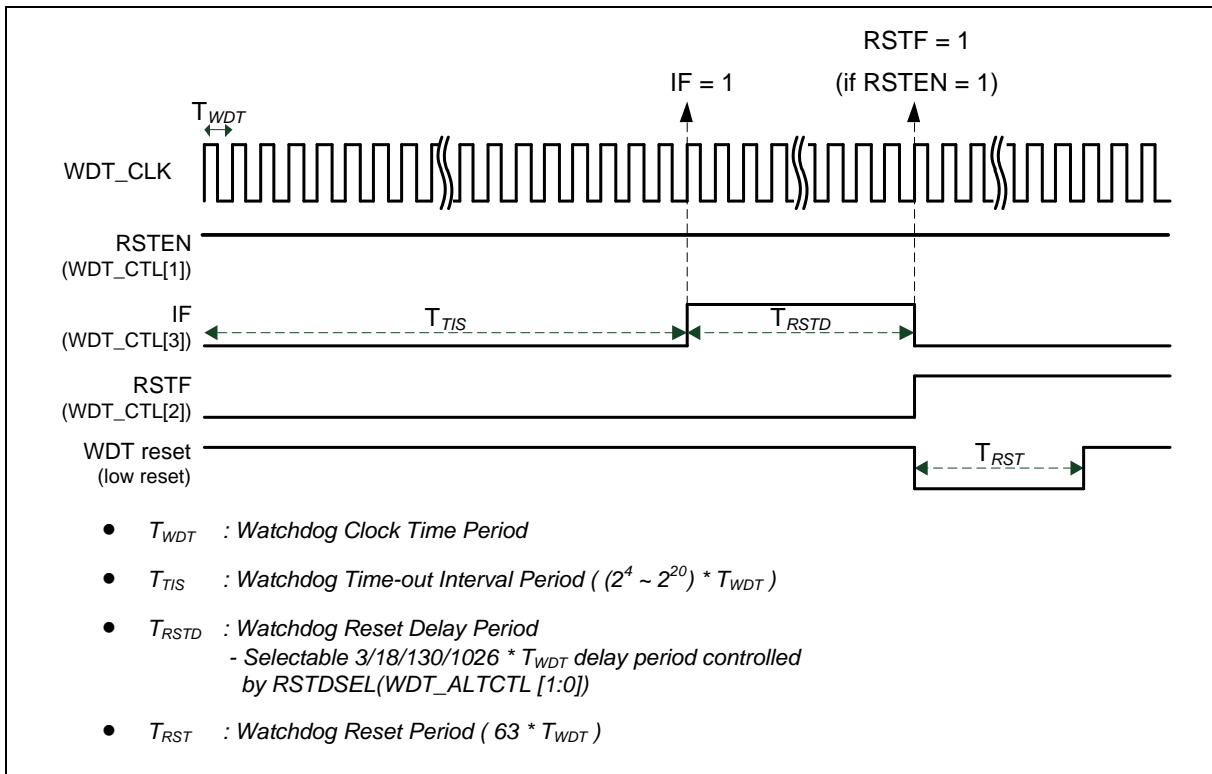 RSTF = 1
IF = 1
(if RSTEN = 1)
T_WDT
WDT_CLK
RSTEN
(WDT_CTL[1])
IF
(WDT_CTL[3])
T_TIS
T_RSTD
RSTF
(WDT_CTL[2])
WDT reset
(low reset)
T_RST
• T_WDT : Watchdog Clock Time Period
• T_TIS : Watchdog Time-out Interval Period ( (2^4 ~ 2^20) * T_WDT )
• T_RSTD : Watchdog Reset Delay Period
- Selectable 3/18/130/1026 * T_WDT delay period controlled
by RSTDSEL(WDT_ALTCTL [1:0])
• T_RST : Watchdog Reset Period ( 63 * T_WDT )